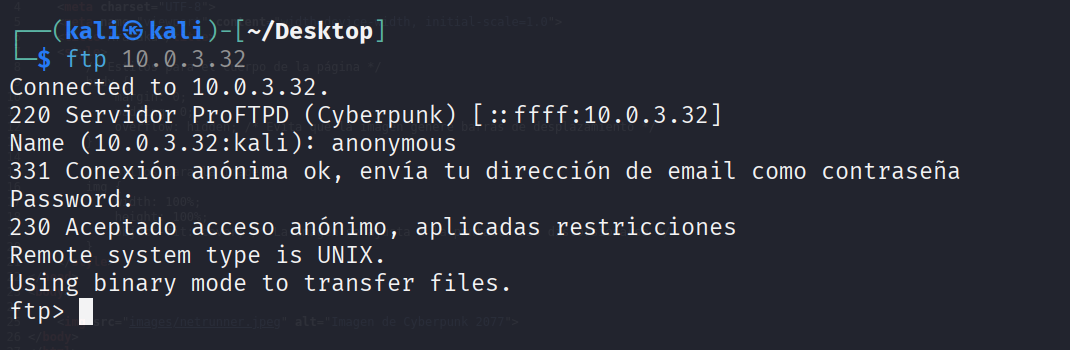 ┌──(kali㉿kali)-[~/Desktop]
└─$ ftp 10.0.3.32
Connected to 10.0.3.32.
220 Servidor ProFTPD (Cyberpunk) [::ffff:10.0.3.32]
Name (10.0.3.32:kali): anonymous
331 Conexión anónima ok, envía tu dirección de email como contraseña
Password:
230 Aceptado acceso anónimo, aplicadas restricciones
Remote system type is UNIX.
Using binary mode to transfer files.
ftp>